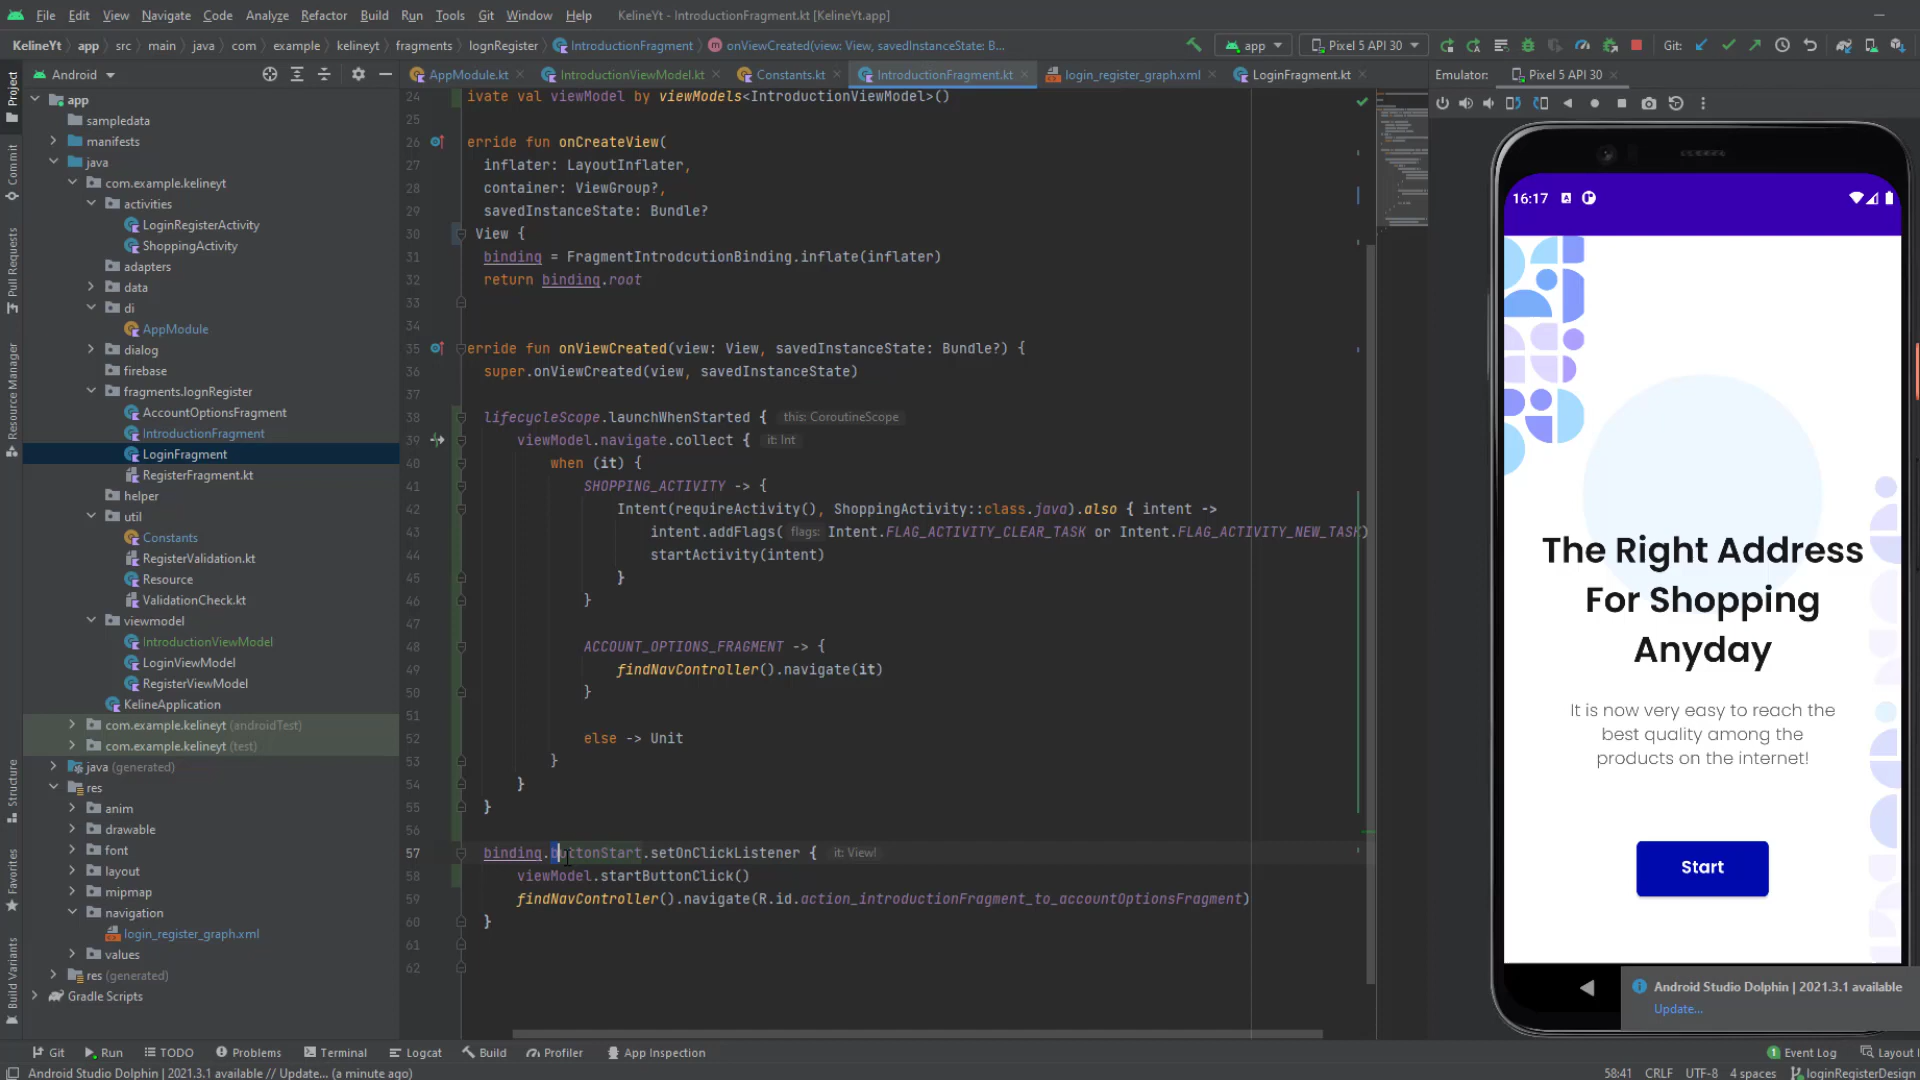 File Edit View Navigate Code Analyze Refactor Build Run Tools Git Window Help KelineYt - IntroductionFragment.kt [KelineYt.app]
KelineYt app src main java com example kelineyt fragments lognRegister IntroductionFragment onViewCreated(view: View, savedInstanceState: B...
app Pixel 5 API 30 Git:
Android
AppModule.kt IntroductionViewModel.kt Constants.kt IntroductionFragment.kt login_register_graph.xml LoginFragment.kt
Emulator: Pixel 5 API 30
Project
Commit
Pull Requests
Resource Manager
Structure
Favorites
Build Variants
app
sampledata
manifests
java
com.example.kelineyt
activities
LoginRegisterActivity
ShoppingActivity
adapters
data
di
AppModule
dialog
firebase
fragments.lognRegister
AccountOptionsFragment
IntroductionFragment
LoginFragment
RegisterFragment.kt
helper
util
Constants
RegisterValidation.kt
Resource
ValidationCheck.kt
viewmodel
IntroductionViewModel
LoginViewModel
RegisterViewModel
KelineApplication
com.example.kelineyt (androidTest)
com.example.kelineyt (test)
java (generated)
res
anim
drawable
font
layout
mipmap
navigation
login_register_graph.xml
values
res (generated)
Gradle Scripts
24 ivate val viewModel by viewModels<IntroductionViewModel>()
25
26 erride fun onCreateView(
27 inflater: LayoutInflater,
28 container: ViewGroup?,
29 savedInstanceState: Bundle?
30 View {
31 binding = FragmentIntrodcutionBinding.inflate(inflater)
32 return binding.root
33
34
35 erride fun onViewCreated(view: View, savedInstanceState: Bundle?) {
36 super.onViewCreated(view, savedInstanceState)
37
38 lifecycleScope.launchWhenStarted { this: CoroutineScope
39 viewModel.navigate.collect { it: Int
40 when (it) {
41 SHOPPING_ACTIVITY -> {
42 Intent(requireActivity(), ShoppingActivity::class.java).also { intent ->
43 intent.addFlags( flags: Intent.FLAG_ACTIVITY_CLEAR_TASK or Intent.FLAG_ACTIVITY_NEW_TASK)
44 startActivity(intent)
45 }
46 }
47
48 ACCOUNT_OPTIONS_FRAGMENT -> {
49 findNavController().navigate(it)
50 }
51
52 else -> Unit
53 }
54 }
55 }
56
57 binding.buttonStart.setOnClickListener { it: View!
58 viewModel.startButtonClick()
59 findNavController().navigate(R.id.action_introductionFragment_to_accountOptionsFragment)
60 }
61
62
16:17
The Right Address
For Shopping
Anyday
It is now very easy to reach the
best quality among the
products on the internet!
Start
Android Studio Dolphin | 2021.3.1 available
Update...
Git Run TODO Problems Terminal Logcat Build Profiler App Inspection 1 Event Log Layout I
Android Studio Dolphin | 2021.3.1 available // Update... (a minute ago) 58:41 CRLF UTF-8 4 spaces loginRegisterDesign